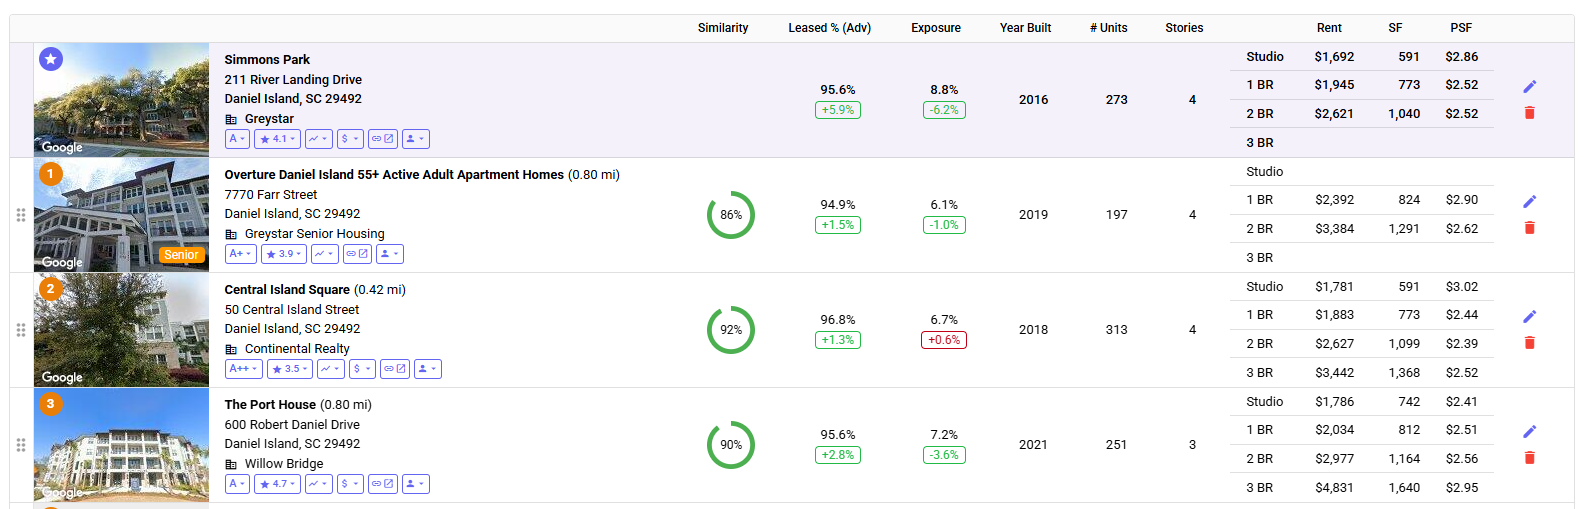 Similarity Leased % (Adv) Exposure Year Built # Units Stories Rent SF PSF
Google
Simmons Park
211 River Landing Drive
Daniel Island, SC 29492
Greystar
A 4.1 $
95.6%
+5.9%
8.8%
-6.2%
2016
273
4
Studio $1,692 591 $2.86
1 BR $1,945 773 $2.52
2 BR $2,621 1,040 $2.52
3 BR
1
Google
Senior
Overture Daniel Island 55+ Active Adult Apartment Homes (0.80 mi)
7770 Farr Street
Daniel Island, SC 29492
Greystar Senior Housing
A+ 3.9
86%
94.9%
+1.5%
6.1%
-1.0%
2019
197
4
Studio
1 BR $2,392 824 $2.90
2 BR $3,384 1,291 $2.62
3 BR
2
Google
Central Island Square (0.42 mi)
50 Central Island Street
Daniel Island, SC 29492
Continental Realty
A++ 3.5 $
92%
96.8%
+1.3%
6.7%
+0.6%
2018
313
4
Studio $1,781 591 $3.02
1 BR $1,883 773 $2.44
2 BR $2,627 1,099 $2.39
3 BR $3,442 1,368 $2.52
3
Google
The Port House (0.80 mi)
600 Robert Daniel Drive
Daniel Island, SC 29492
Willow Bridge
A 4.7 $
90%
95.6%
+2.8%
7.2%
-3.6%
2021
251
3
Studio $1,786 742 $2.41
1 BR $2,034 812 $2.51
2 BR $2,977 1,164 $2.56
3 BR $4,831 1,640 $2.95